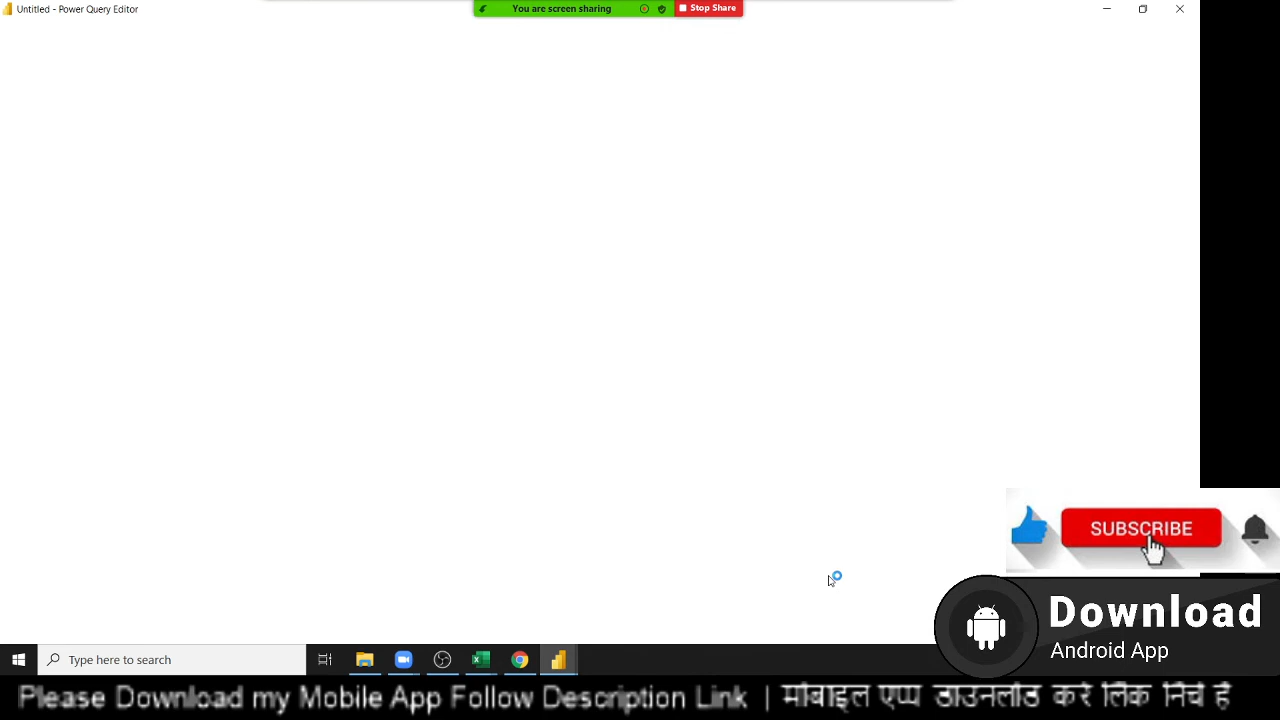 Untitled - Power Query Editor
You are screen sharing
Stop Share
SUBSCRIBE
Download
Android App
Type here to search
Please Download my Mobile App Follow Description Link | मोबाइल एप्प डाउनलोड करे लिंक निचे है